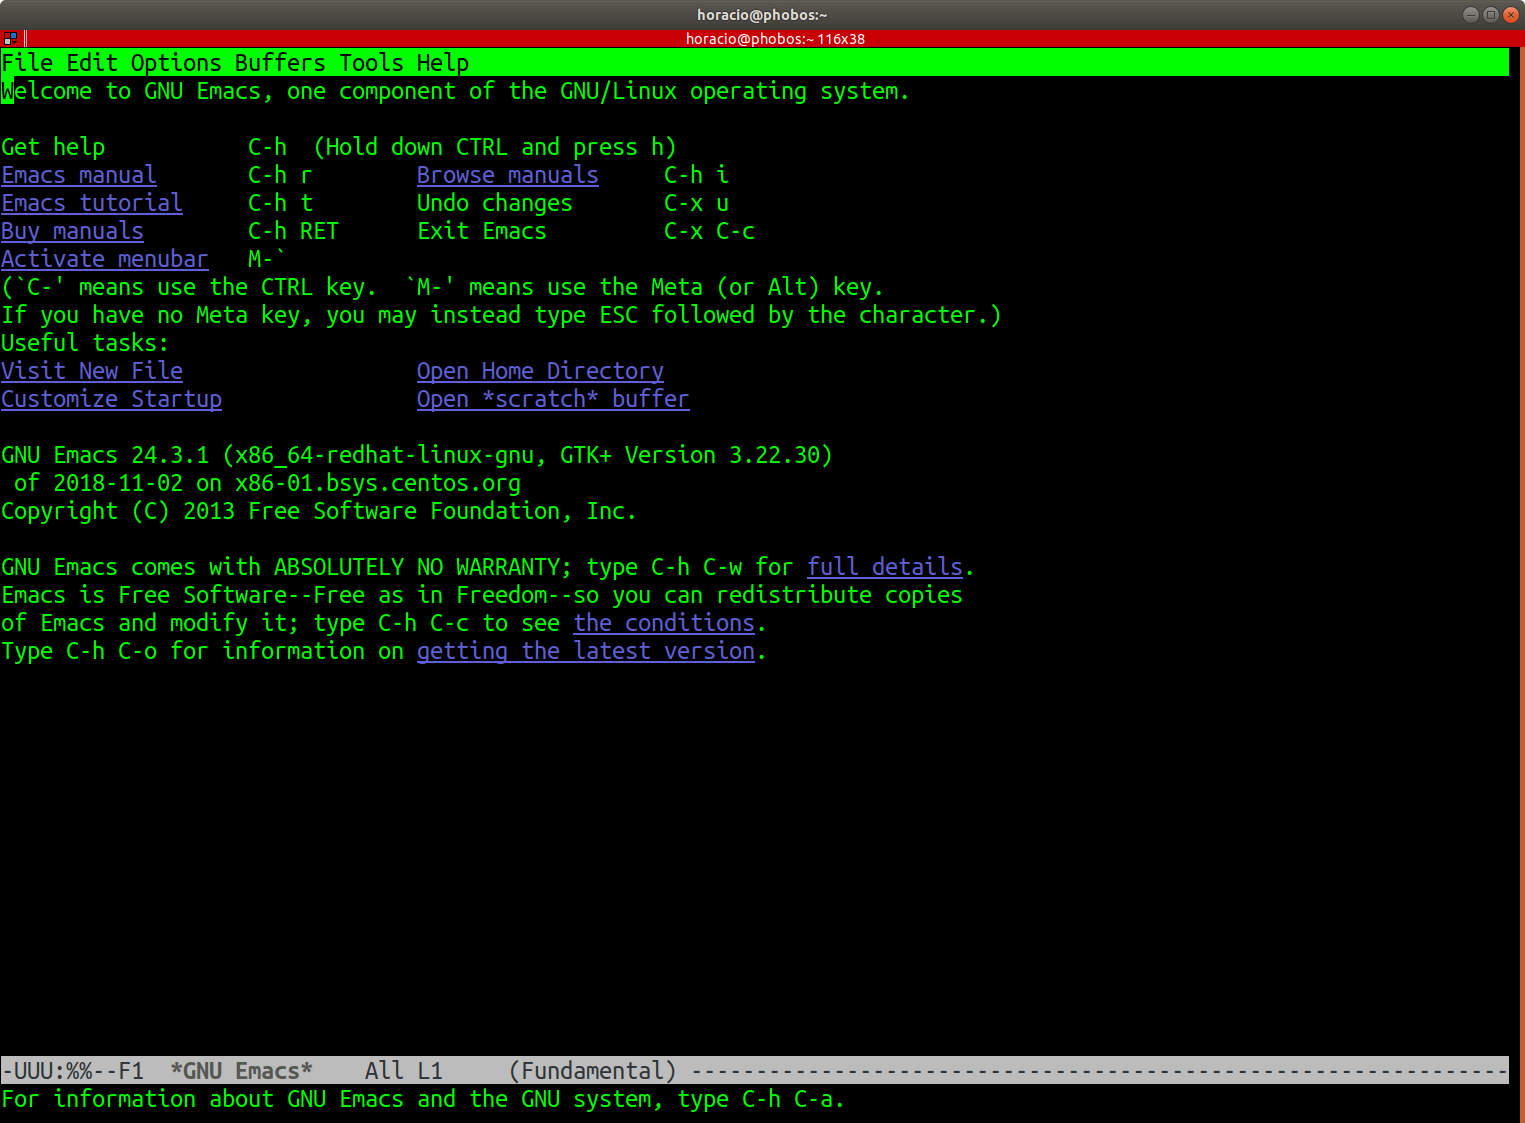 horacio@phobos:~
horacio@phobos:~ 116x38
File Edit Options Buffers Tools Help
Welcome to GNU Emacs, one component of the GNU/Linux operating system.

Get help           C-h  (Hold down CTRL and press h)
Emacs manual       C-h r        Browse manuals     C-h i
Emacs tutorial     C-h t        Undo changes       C-x u
Buy manuals        C-h RET      Exit Emacs         C-x C-c
Activate menubar   M-`
(`C-' means use the CTRL key.  `M-' means use the Meta (or Alt) key.
If you have no Meta key, you may instead type ESC followed by the character.)
Useful tasks:
Visit New File                  Open Home Directory
Customize Startup               Open *scratch* buffer

GNU Emacs 24.3.1 (x86_64-redhat-linux-gnu, GTK+ Version 3.22.30)
 of 2018-11-02 on x86-01.bsys.centos.org
Copyright (C) 2013 Free Software Foundation, Inc.

GNU Emacs comes with ABSOLUTELY NO WARRANTY; type C-h C-w for full details.
Emacs is Free Software--Free as in Freedom--so you can redistribute copies
of Emacs and modify it; type C-h C-c to see the conditions.
Type C-h C-o for information on getting the latest version.

-UUU:%%--F1  *GNU Emacs*    All L1     (Fundamental) ---------------------------------------------------------------
For information about GNU Emacs and the GNU system, type C-h C-a.